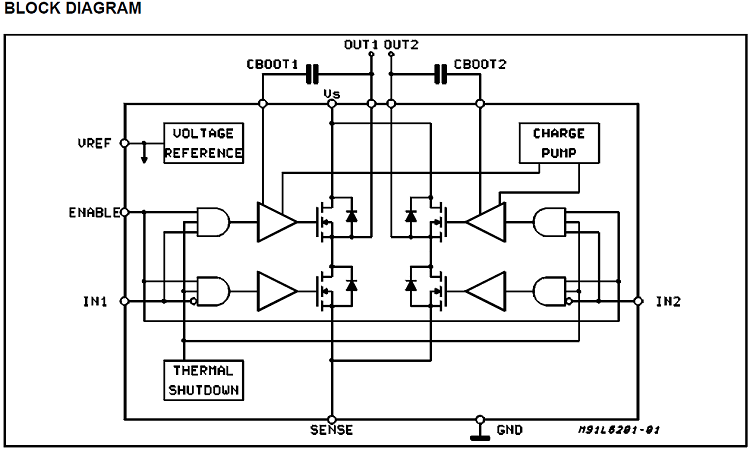 BLOCK DIAGRAM
OUT1 OUT2
CBOOT1
CBOOT2
Vs
VREF
VOLTAGE
REFERENCE
CHARGE
PUMP
ENABLE
IN1
IN2
THERMAL
SHUTDOWN
SENSE
GND
M91L6201-01